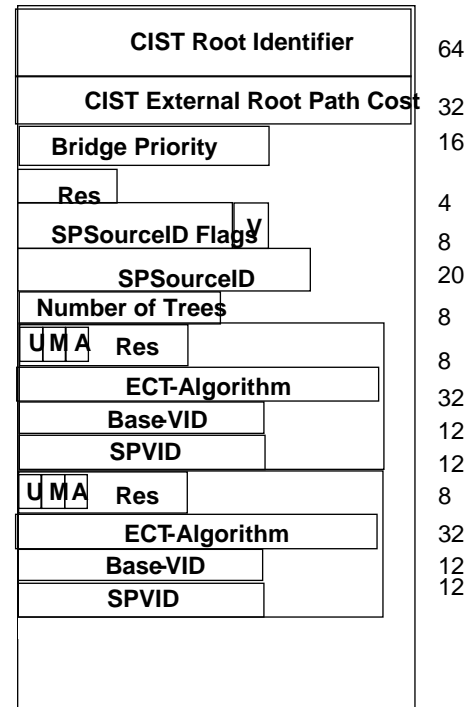 CIST Root Identifier 64
CIST External Root Path Cost 32
Bridge Priority 16
Res 4
SPSourceID Flags V 8
SPSourceID 20
Number of Trees 8
U M A Res 8
ECT-Algorithm 32
Base-VID 12
SPVID 12
U M A Res 8
ECT-Algorithm 32
Base-VID 12
SPVID 12